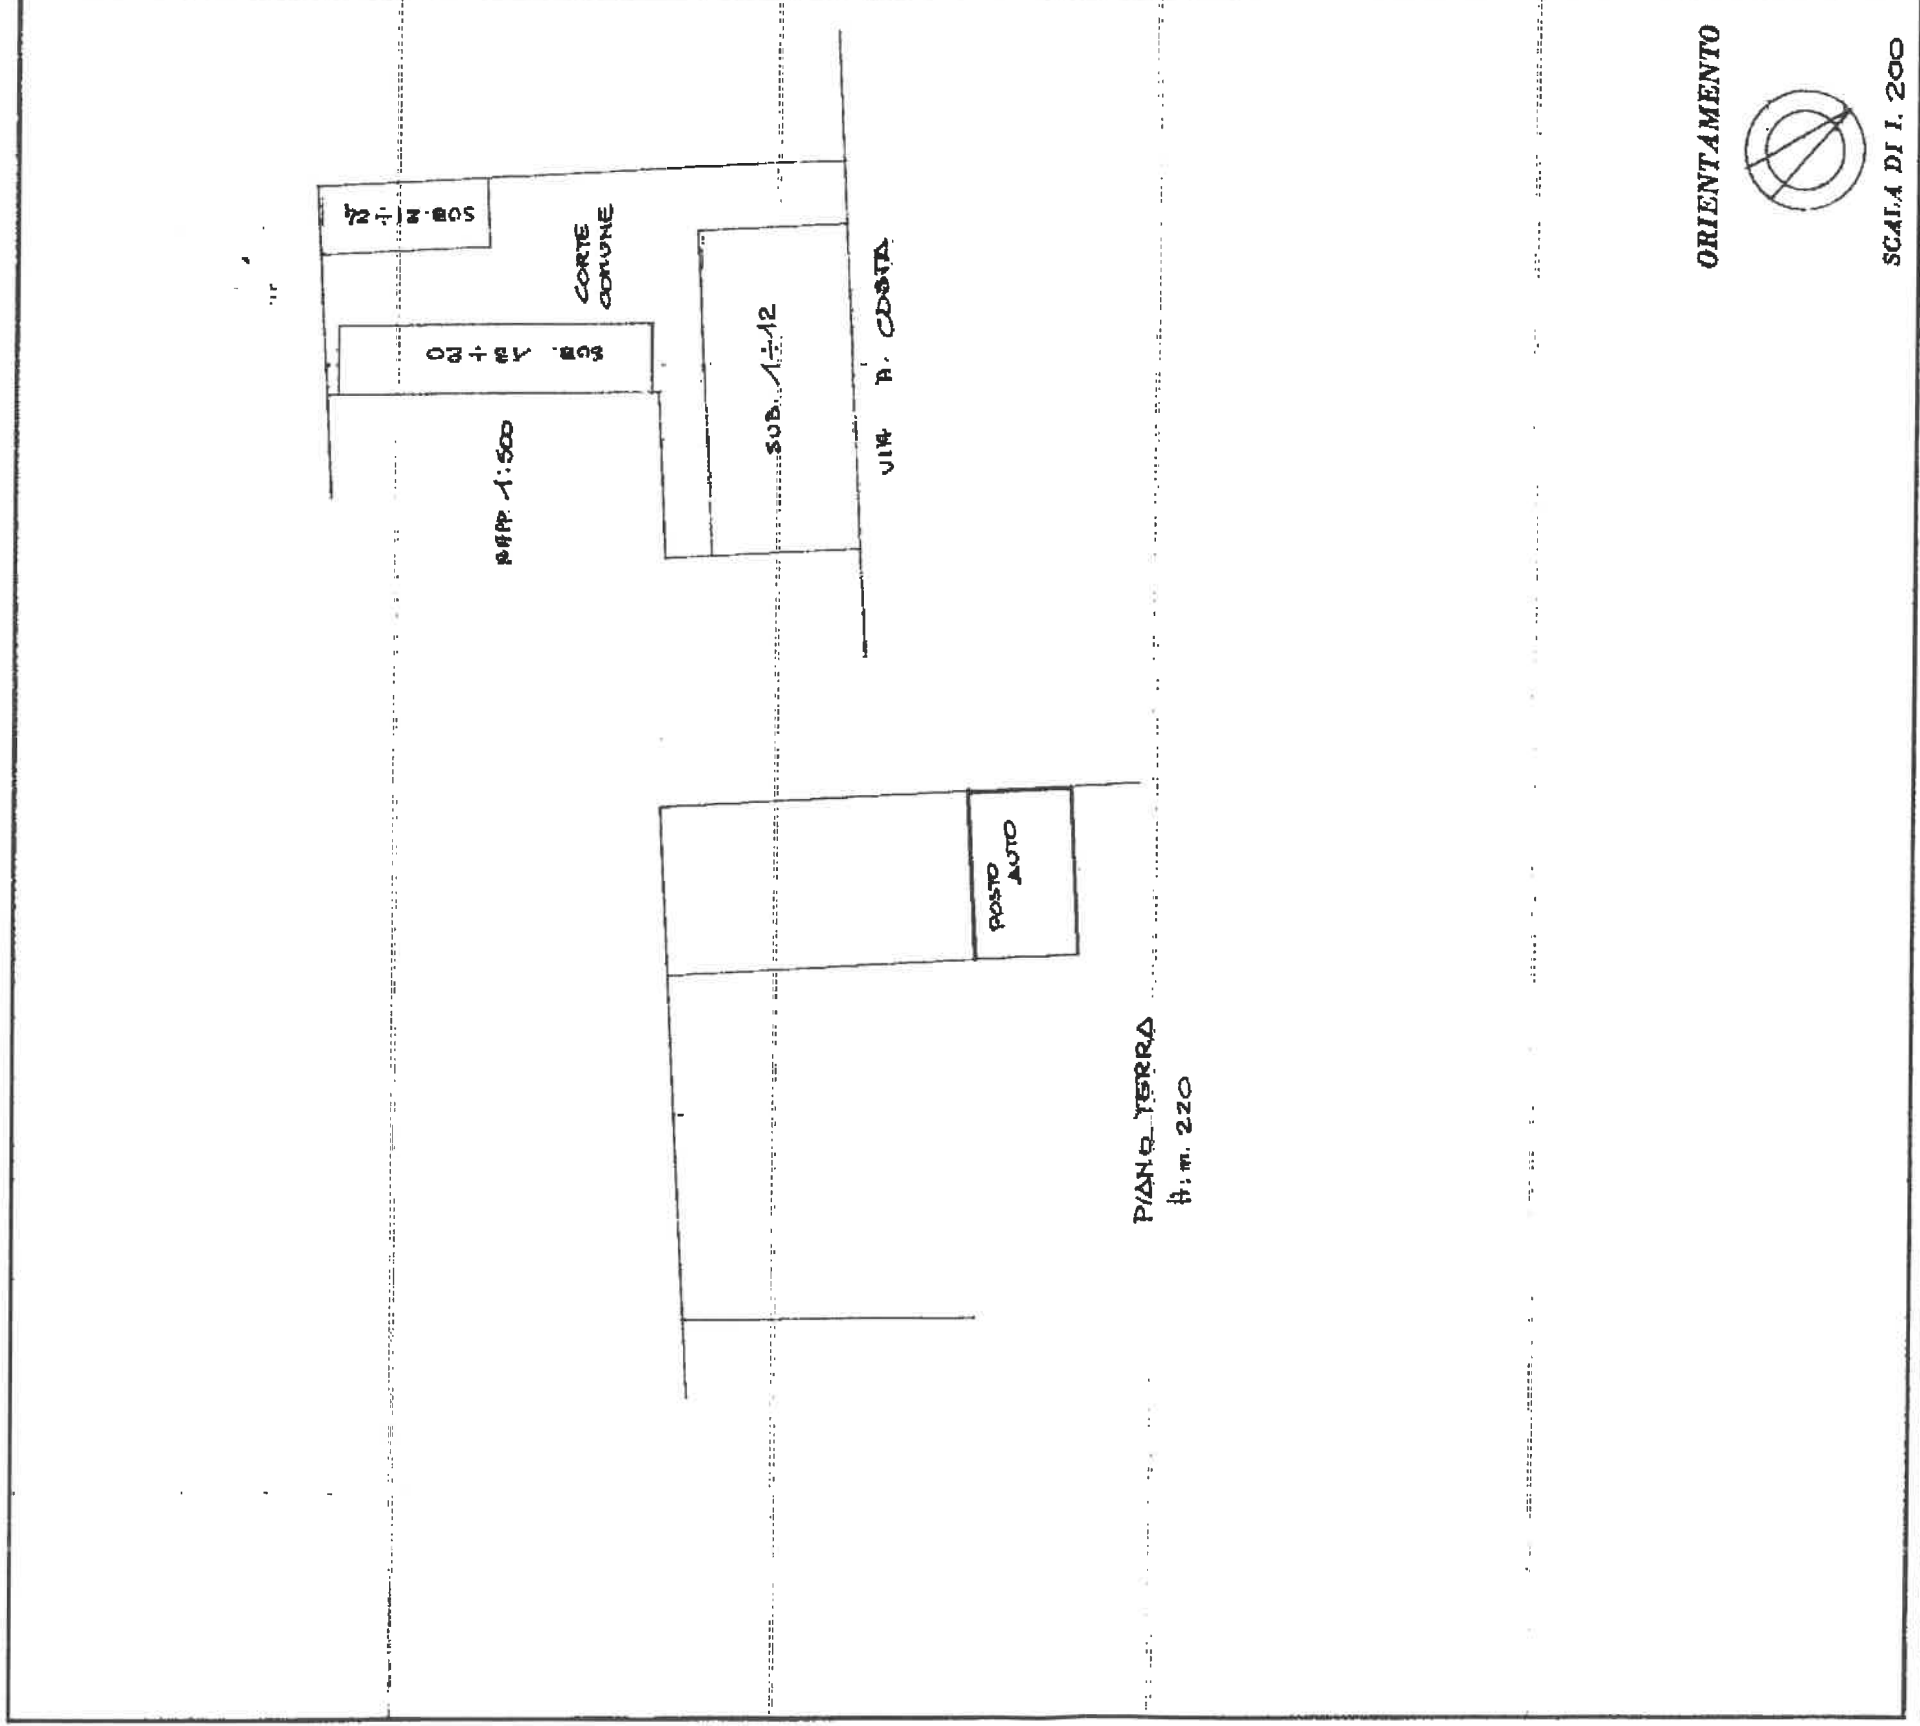 SUB. 21÷24
CORTE
COMUNE
SUB. 13÷20
SUB. 1÷12
VIA A. COSTA
RAPP. 1:500
POSTO
AUTO
PIANO TERRA
H. m. 220
ORIENTAMENTO
SCALA DI 1. 200